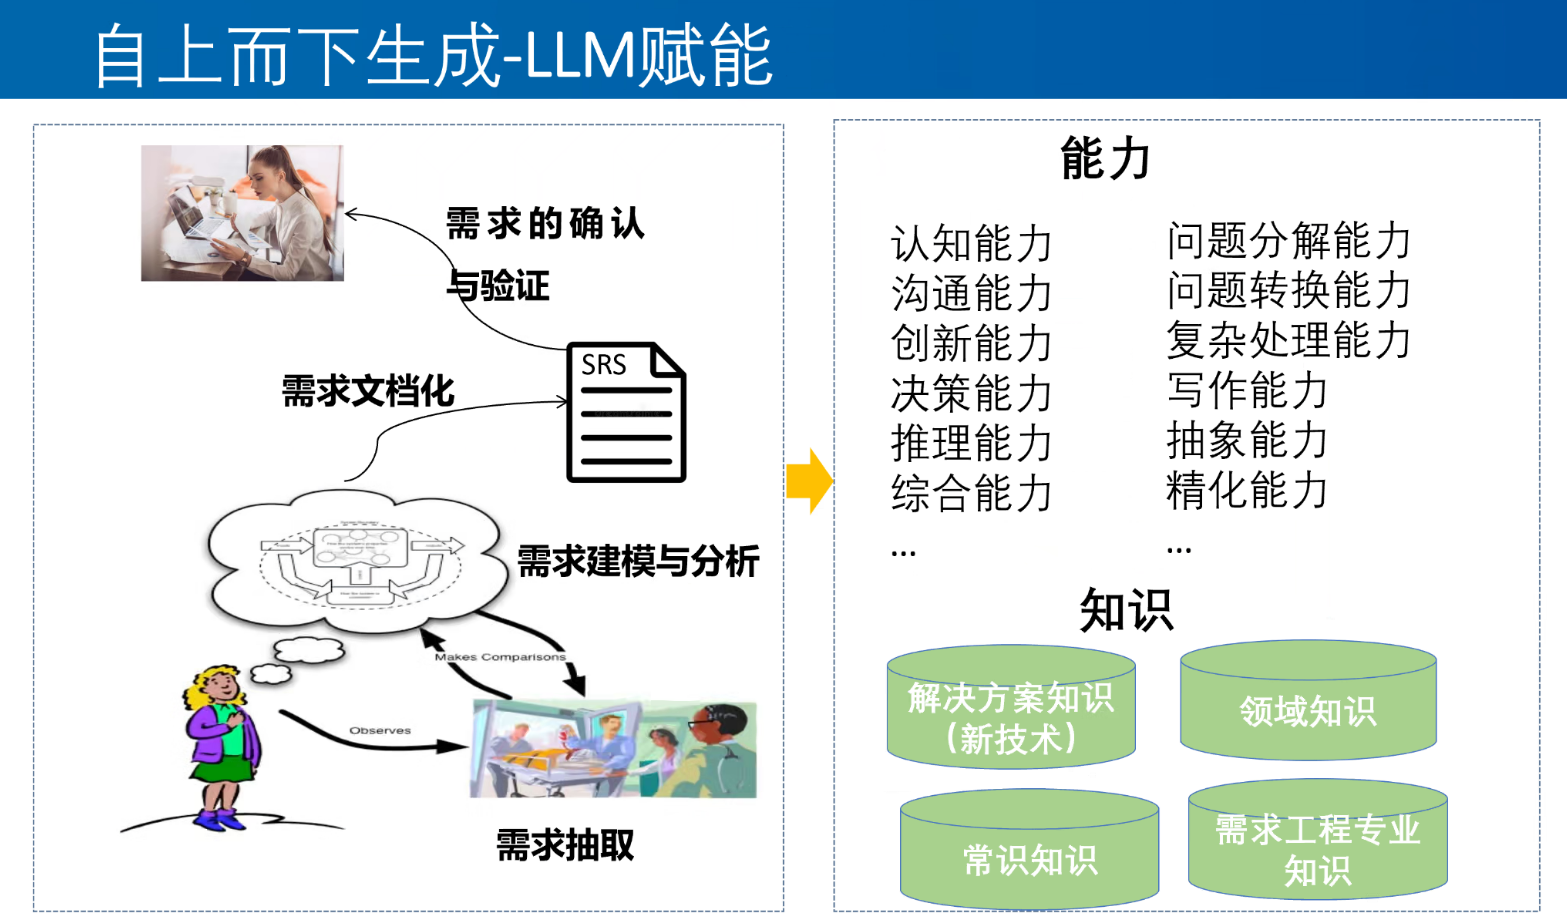 自上而下生成-LLM赋能
需求的确认
与验证
SRS
需求文档化
需求建模与分析
Makes Comparisons
Observes
需求抽取
能力
认知能力
沟通能力
创新能力
决策能力
推理能力
综合能力
...
问题分解能力
问题转换能力
复杂处理能力
写作能力
抽象能力
精化能力
...
知识
解决方案知识
（新技术）
领域知识
常识知识
需求工程专业
知识